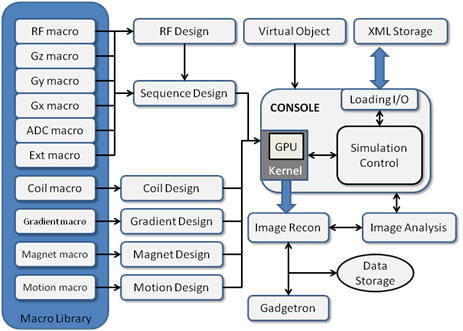 RF macro
RF Design
Virtual Object
XML Storage
Gz macro
Gy macro
Sequence Design
Gx macro
CONSOLE
Loading I/O
ADC macro
GPU
Kernel
Simulation
Control
Ext macro
Coil macro
Coil Design
Gradient macro
Gradient Design
Image Recon
Image Analysis
Magnet macro
Magnet Design
Data
Storage
Motion macro
Motion Design
Gadgetron
Macro Library